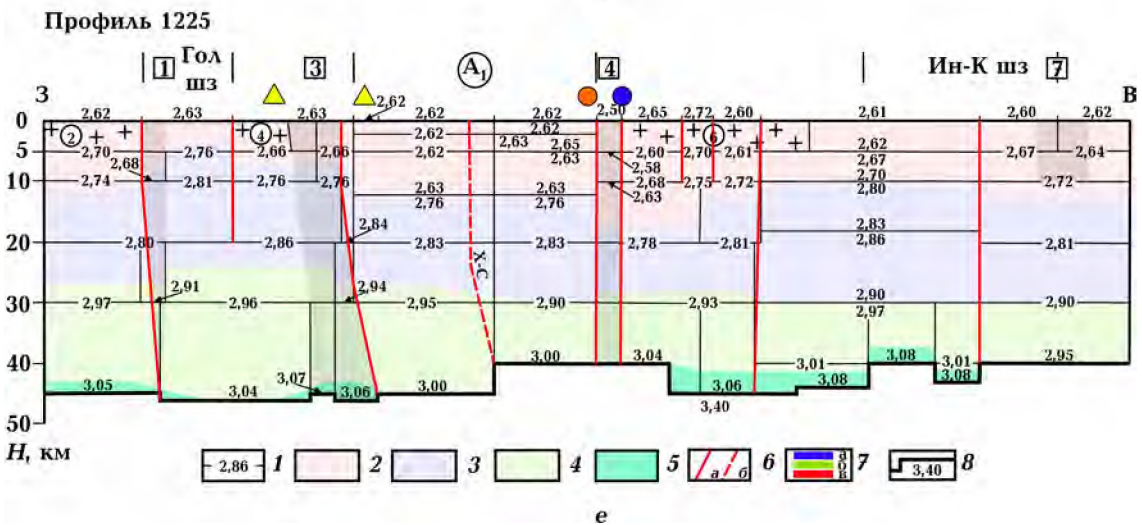 Профиль 1225
1 Гол шз 3 А₁ 4 Ин-К шз 7
З В
2,62 2,63 2,63 2,62 2,62 2,50 2,65 2,72 2,60 2,61 2,60 2,62
0
2 4 2,62 2,62 6
2,63 2,65
5 2,70 2,76 2,66 2,66 2,62 2,63 2,60 2,70 2,61 2,62 2,67 2,64
2,68 2,58 2,67
10 2,74 2,81 2,76 2,76 2,63 2,63 2,68 2,75 2,72 2,70 2,72
2,76 2,76 2,63 2,80
2,84 2,83
20 2,80 2,86 2,83 2,83 2,78 2,81 2,86 2,81
Х-С
2,91 2,94 2,90
30 2,97 2,96 2,95 2,90 2,93 2,97 2,90
40 3,00 3,04 3,01 3,08 3,01 2,95
3,05 3,04 3,07 3,06 3,00 3,06 3,08 3,08
3,40
50
Н, км
2,86 1 2 3 4 5 а б 6 а б в 7 3,40 8
е